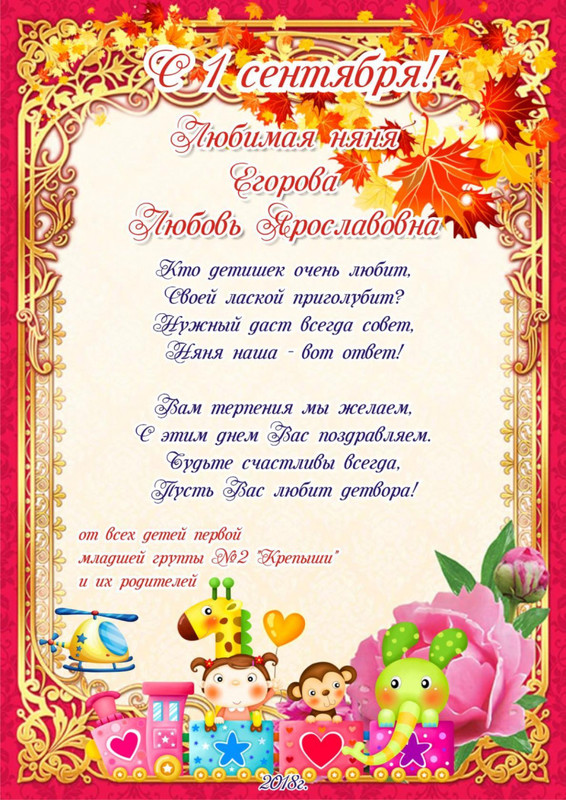 С 1 сентября!
Любимая няня
Егорова
Любовь Ярославовна
Кто детишек очень любит,
Своей лаской приголубит?
Нужный даст всегда совет,
Няня наша - вот ответ!
Вам терпения мы желаем,
С этим днем Вас поздравляем.
Будьте счастливы всегда,
Пусть Вас любит детвора!
от всех детей первой
младшей группы №2 "Крепыши"
и их родителей
2018г.